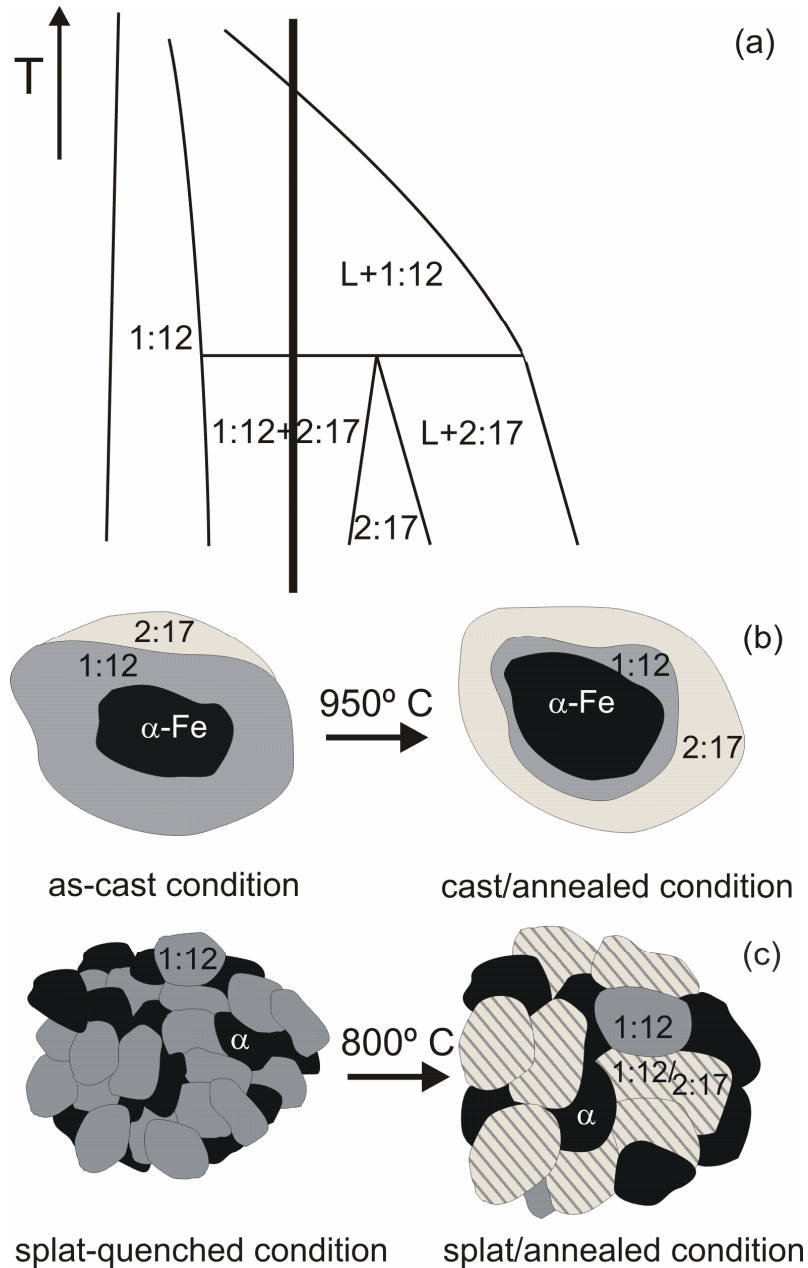 (a)
T
L+1:12
1:12
1:12+2:17
L+2:17
2:17
(b)
2:17
1:12
α-Fe
950º C
1:12
α-Fe
2:17
as-cast condition
cast/annealed condition
(c)
1:12
α
800º C
1:12
1:12/2:17
α
splat-quenched condition
splat/annealed condition